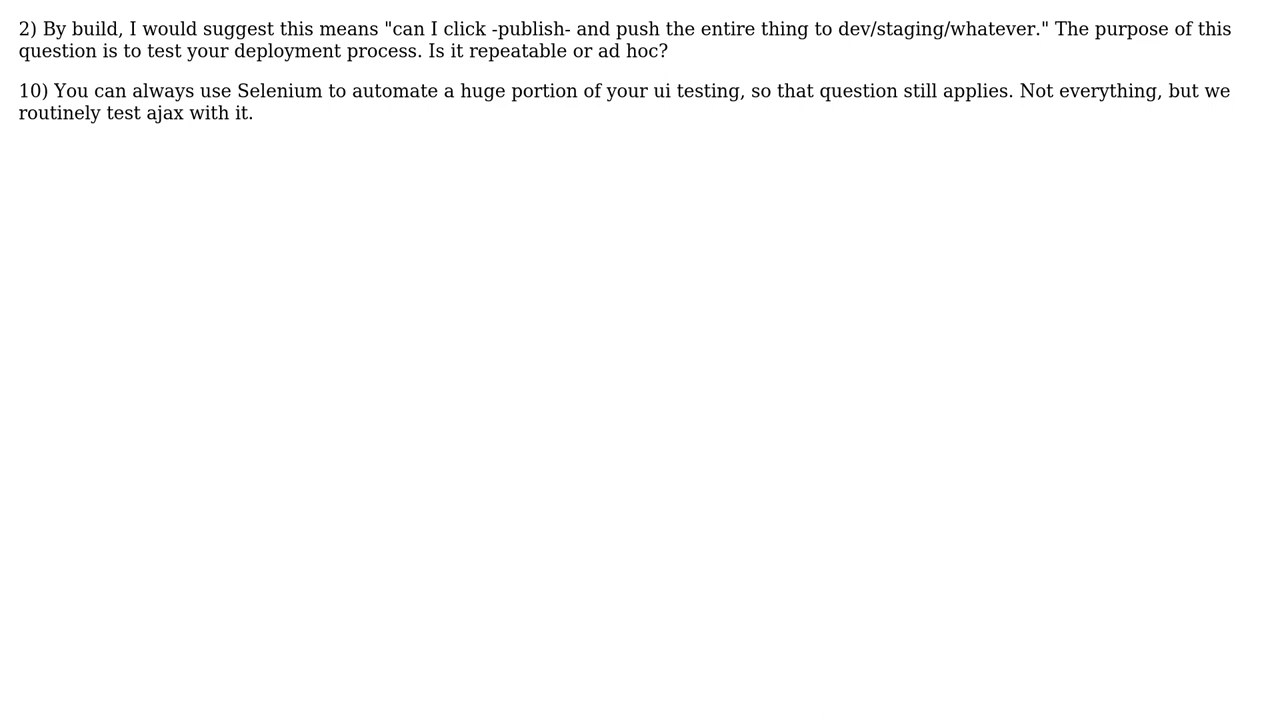 2) By build, I would suggest this means "can I click -publish- and push the entire thing to dev/staging/whatever." The purpose of this
question is to test your deployment process. Is it repeatable or ad hoc?
10) You can always use Selenium to automate a huge portion of your ui testing, so that question still applies. Not everything, but we
routinely test ajax with it.